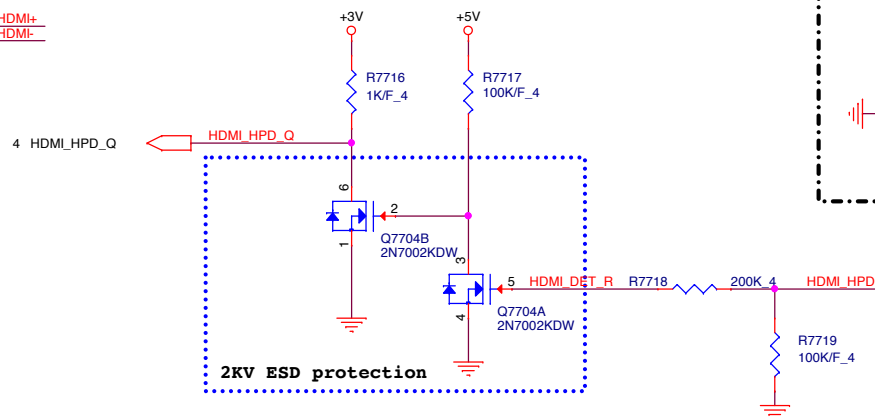 HDMI+
HDMI-
+3V
+5V
R7716
1K/F_4
R7717
100K/F_4
4 HDMI_HPD_Q
HDMI_HPD_Q
6
2
1
Q7704B
2N7002KDW
3
5
HDMI_DET_R
R7718
200K_4
HDMI_HPD
4
Q7704A
2N7002KDW
R7719
100K/F_4
2KV ESD protection